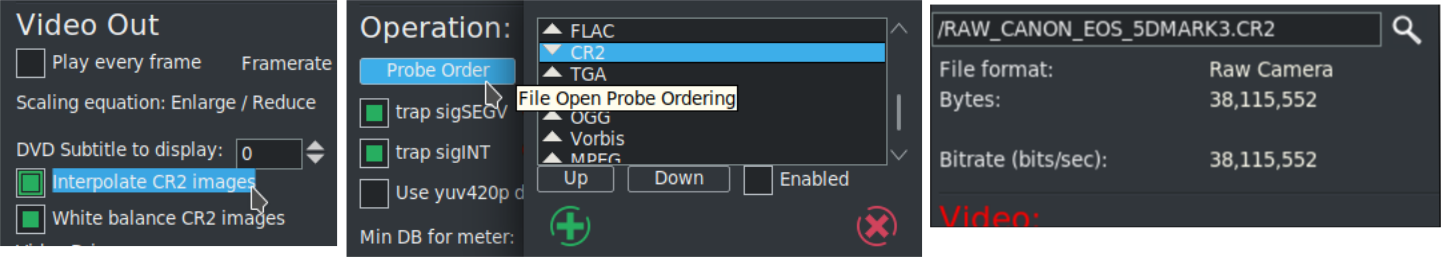 Video Out
Play every frame Framerate
Scaling equation: Enlarge / Reduce
DVD Subtitle to display: 0
Interpolate CR2 images
White balance CR2 images
Operation:
Probe Order
trap sigSEGV
trap sigINT
Use yuv420p d
Min DB for meter:
FLAC
CR2
TGA
File Open Probe Ordering
OGG
Vorbis
MPEG
Up Down Enabled
/RAW_CANON_EOS_5DMARK3.CR2
File format: Raw Camera
Bytes: 38,115,552
Bitrate (bits/sec): 38,115,552
Video: